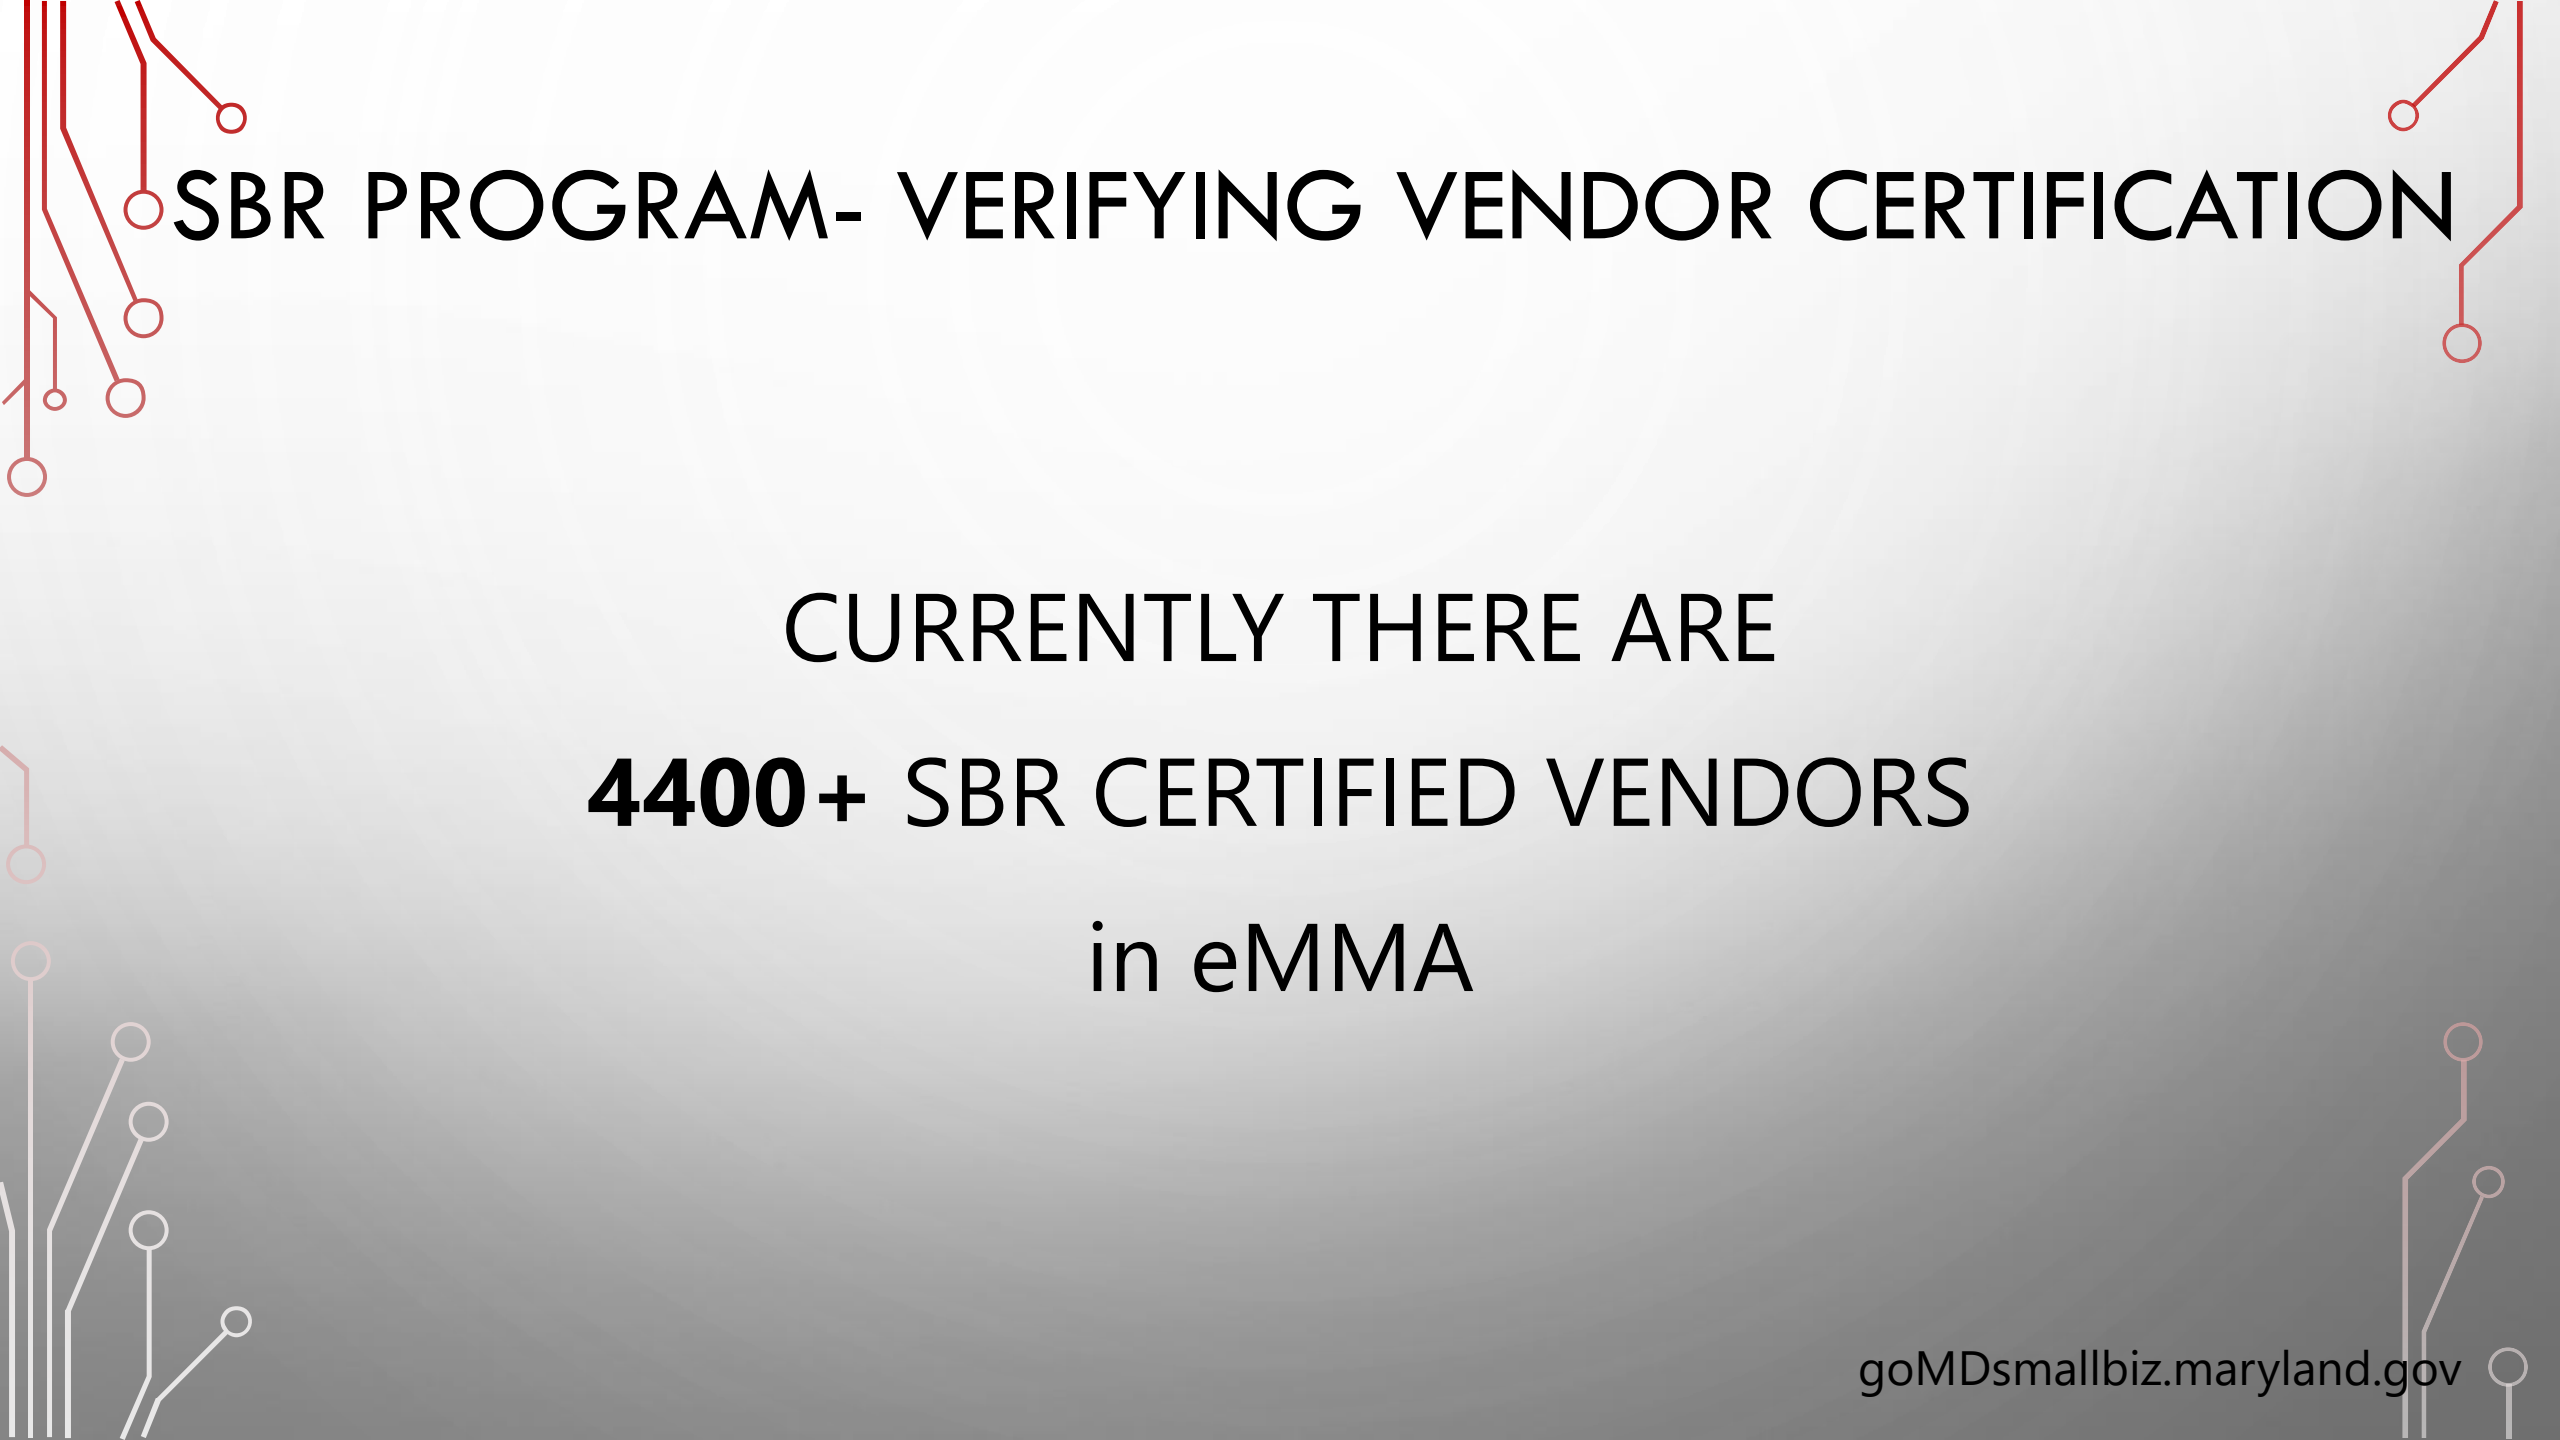 SBR PROGRAM- VERIFYING VENDOR CERTIFICATION
CURRENTLY THERE ARE
4400+ SBR CERTIFIED VENDORS
in eMMA
goMDsmallbiz.maryland.gov